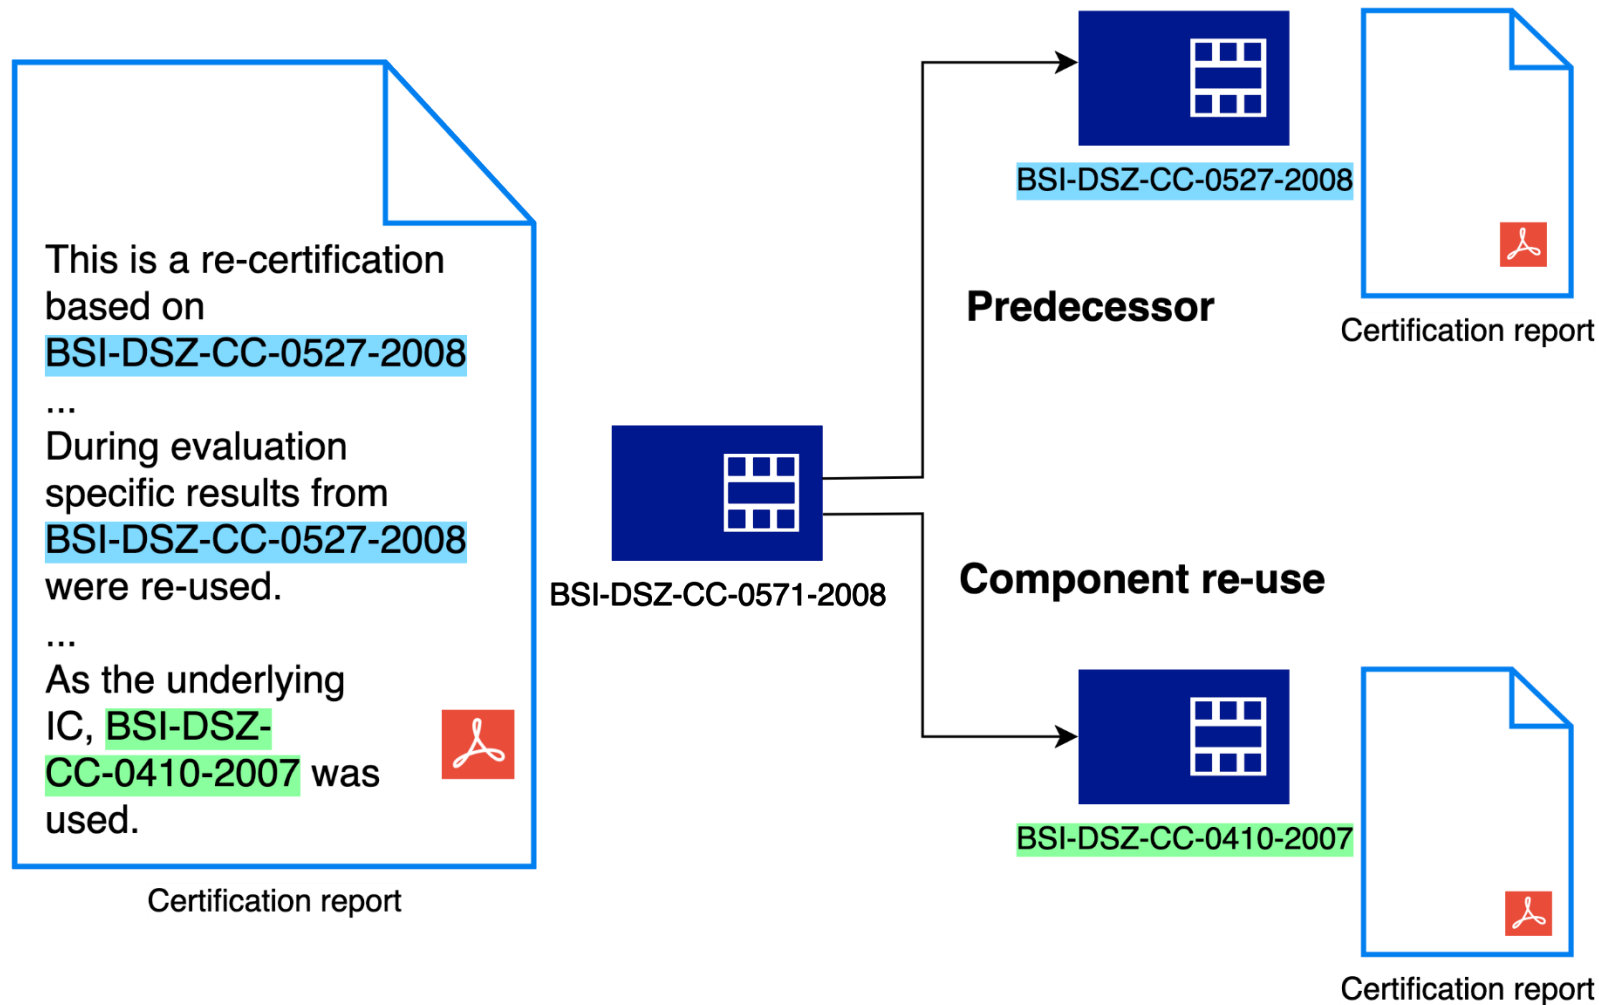 This is a re-certification
based on
BSI-DSZ-CC-0527-2008
...
During evaluation
specific results from
BSI-DSZ-CC-0527-2008
were re-used.
...
As the underlying
IC, BSI-DSZ-
CC-0410-2007 was
used.
Certification report
BSI-DSZ-CC-0571-2008
BSI-DSZ-CC-0527-2008
Predecessor
Certification report
Component re-use
BSI-DSZ-CC-0410-2007
Certification report